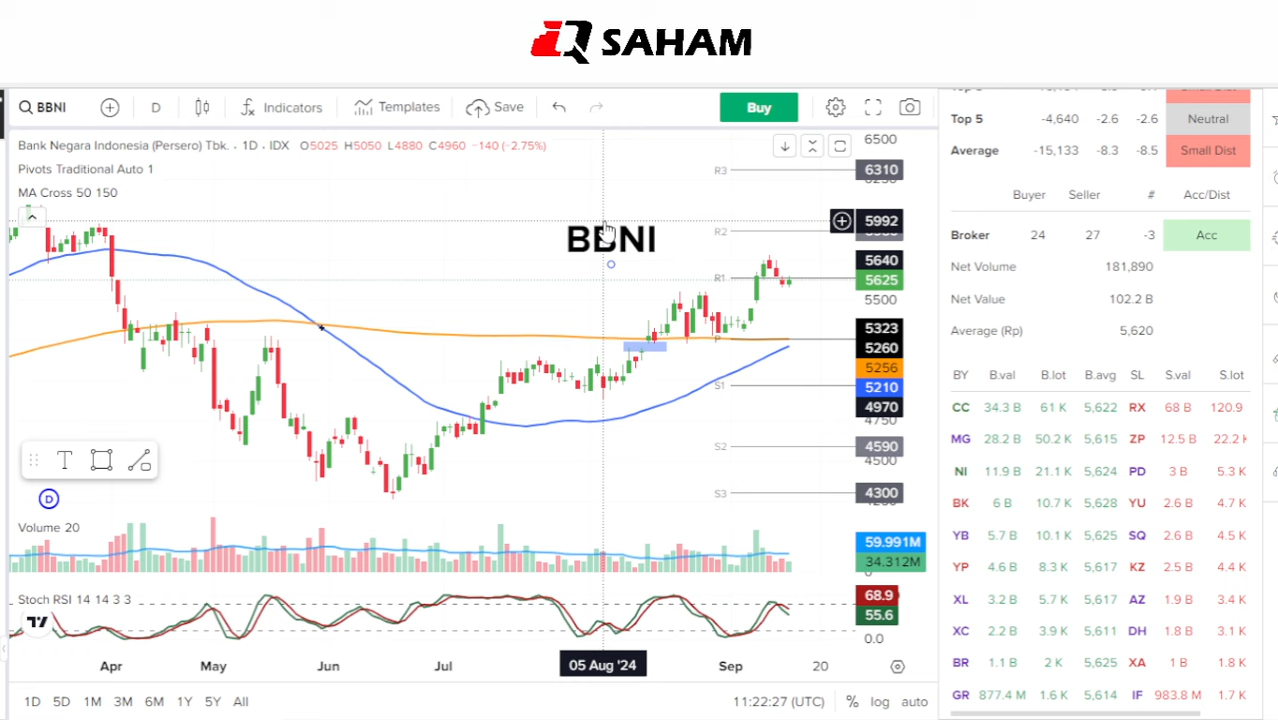 SAHAM
BBNI
D
Indicators
Templates
Save
Buy
Bank Negara Indonesia (Persero) Tbk. · 1D · IDX O5025 H5050 L4880 C4960 −140 (−2.75%)
Pivots Traditional Auto 1
MA Cross 50 150
BBNI
R3
R2
R1
P
S1
S2
S3
6500
6310
5992
5640
5625
5500
5323
5260
5256
5210
4970
4750
4590
4500
4300
T
D
Volume 20
59.991M
34.312M
0
Stoch RSI 14 14 3 3
68.9
55.6
0.0
Apr May Jun Jul 05 Aug '24 Sep 20
1D 5D 1M 3M 6M 1Y 5Y All
11:22:27 (UTC) % log auto
Top 5 -4,640 -2.6 -2.6 Neutral
Average -15,133 -8.3 -8.5 Small Dist
Buyer Seller # Acc/Dist
Broker 24 27 -3 Acc
Net Volume 181,890
Net Value 102.2 B
Average (Rp) 5,620
BY B.val B.lot B.avg SL S.val S.lot
CC 34.3 B 61 K 5,622 RX 68 B 120.9
MG 28.2 B 50.2 K 5,615 ZP 12.5 B 22.2 K
NI 11.9 B 21.1 K 5,624 PD 3 B 5.3 K
BK 6 B 10.7 K 5,628 YU 2.6 B 4.7 K
YB 5.7 B 10.1 K 5,625 SQ 2.6 B 4.5 K
YP 4.6 B 8.3 K 5,617 KZ 2.5 B 4.4 K
XL 3.2 B 5.7 K 5,617 AZ 1.9 B 3.4 K
XC 2.2 B 3.9 K 5,611 DH 1.8 B 3.1 K
BR 1.1 B 2 K 5,625 XA 1 B 1.8 K
GR 877.4 M 1.6 K 5,614 IF 983.8 M 1.7 K